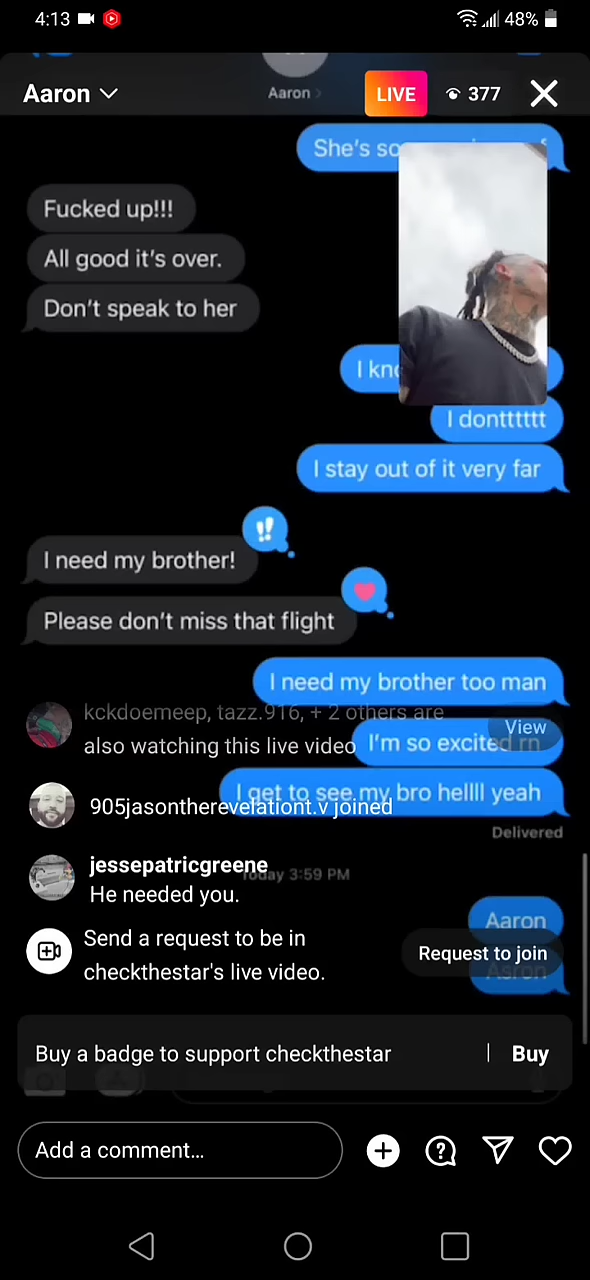 4:13
48%
Aaron
Aaron
LIVE
377
She's so
Fucked up!!!
All good it's over.
Don't speak to her
I kno
I dontttttt
I stay out of it very far
I need my brother!
Please don't miss that flight
I need my brother too man
kckdoemeep, tazz.916, + 2 others are
also watching this live video
View
I'm so excited rn
I get to see my bro hellll yeah
905jasontherevelationt.v joined
Delivered
jessepatricgreene
He needed you.
Today 3:59 PM
Aaron
Send a request to be in
checkthestar's live video.
Request to join
Asron
Buy a badge to support checkthestar
Buy
Add a comment...